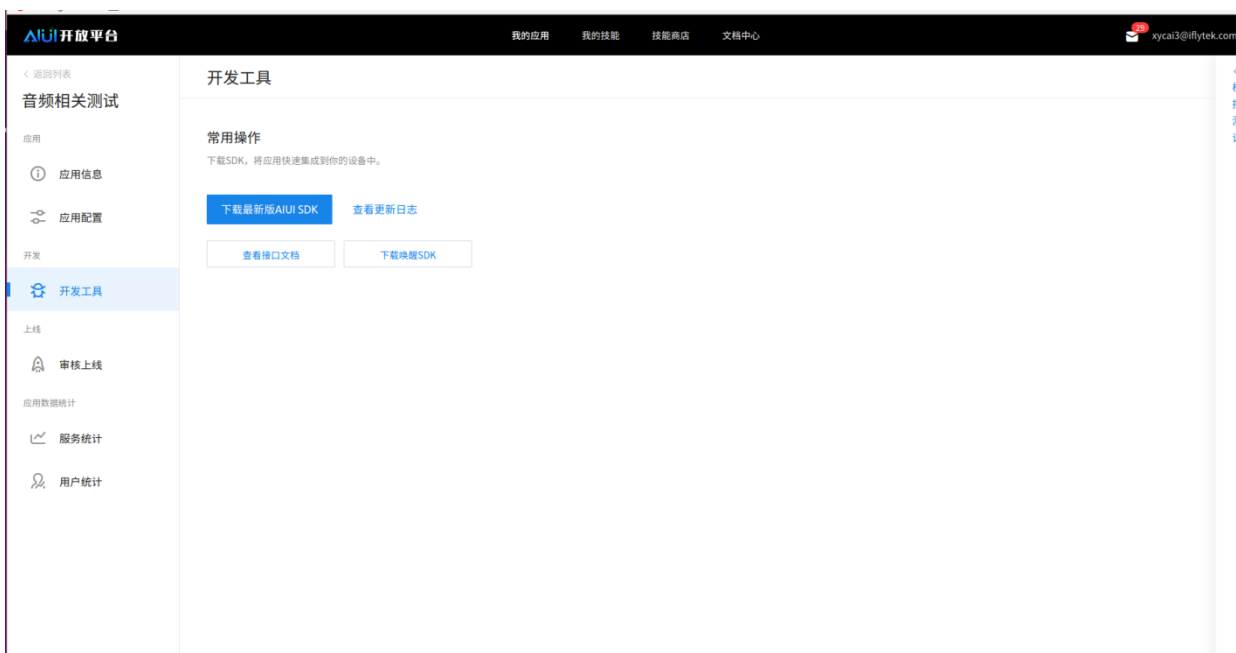 AIUI开放平台
我的应用 我的技能 技能商店 文档中心
29
xycai3@iflytek.com
< 返回列表
音频相关测试
应用
应用信息
应用配置
开发
开发工具
上线
审核上线
应用数据统计
服务统计
用户统计
开发工具
常用操作
下载SDK，将应用快速集成到你的设备中。
下载最新版AIUI SDK 查看更新日志
查看接口文档 下载唤醒SDK